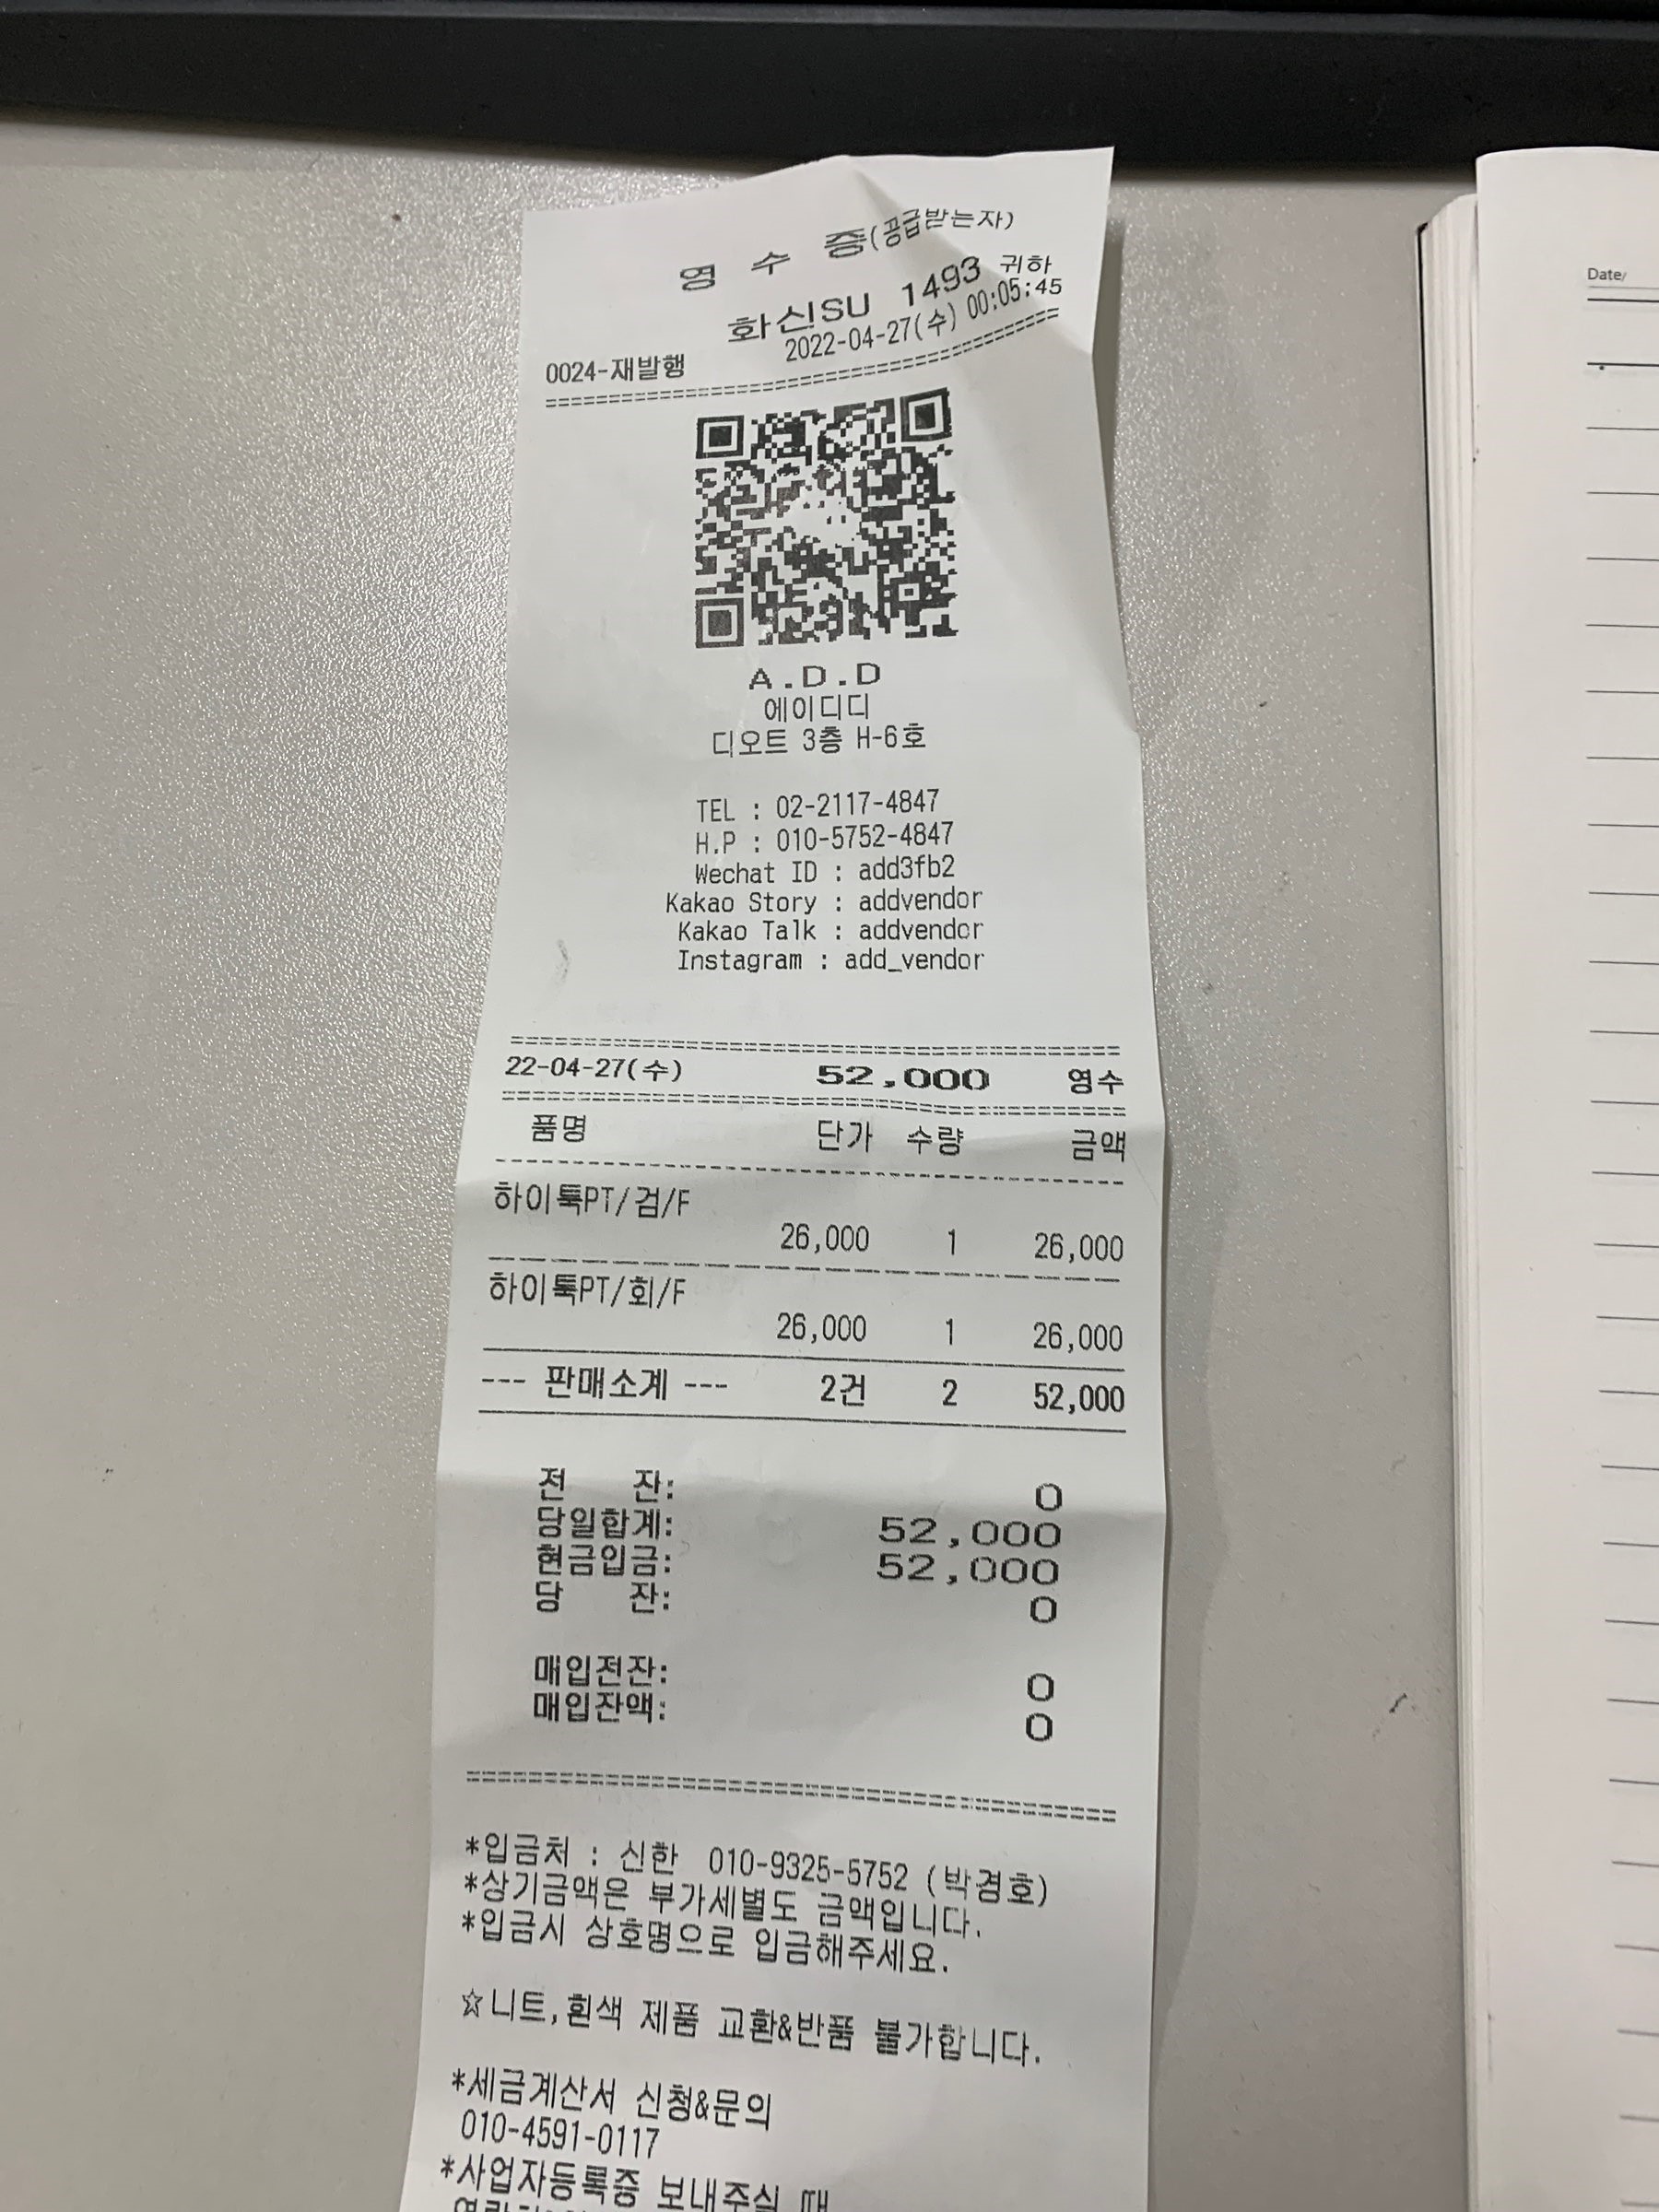 영 수 증(공급받는자)
화신SU 1493 귀하
0024-재발행 2022-04-27(수) 00:05:45
A.D.D
에이디디
디오트 3층 H-6호
TEL : 02-2117-4847
H.P : 010-5752-4847
Wechat ID : add3fb2
Kakao Story : addvendor
Kakao Talk : addvendor
Instagram : add_vendor
22-04-27(수) 52,000 영수
품명 단가 수량 금액
하이톡PT/검/F
26,000 1 26,000
하이톡PT/회/F
26,000 1 26,000
--- 판매소계 --- 2건 2 52,000
전 잔: 0
당일합계: 52,000
현금입금: 52,000
당 잔: 0
매입전잔: 0
매입잔액: 0
*입금처 : 신한 010-9325-5752 (박경호)
*상기금액은 부가세별도 금액입니다.
*입금시 상호명으로 입금해주세요.
☆니트,흰색 제품 교환&반품 불가합니다.
*세금계산서 신청&문의
010-4591-0117
*사업자등록증 보내주실 때
Date/